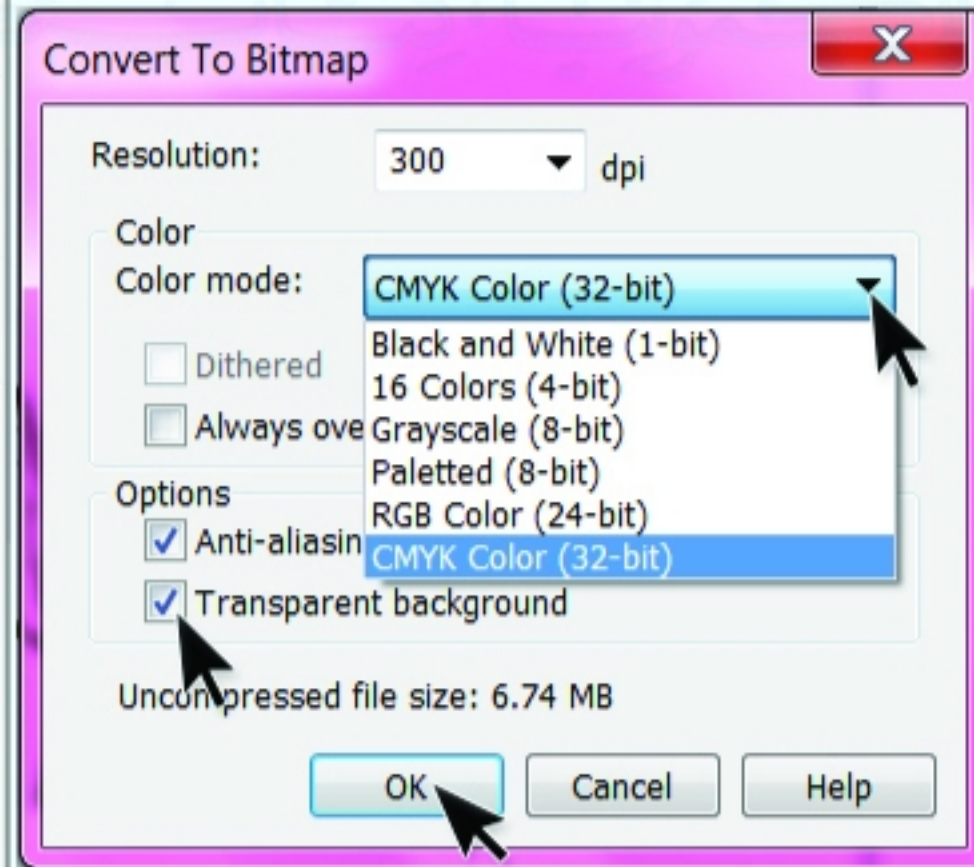 Convert To Bitmap
Resolution: 300 dpi
Color
Color mode: CMYK Color (32-bit)
Black and White (1-bit)
Dithered
16 Colors (4-bit)
Always ove
Grayscale (8-bit)
Paletted (8-bit)
Options
RGB Color (24-bit)
Anti-aliasin
CMYK Color (32-bit)
Transparent background
Uncompressed file size: 6.74 MB
OK Cancel Help